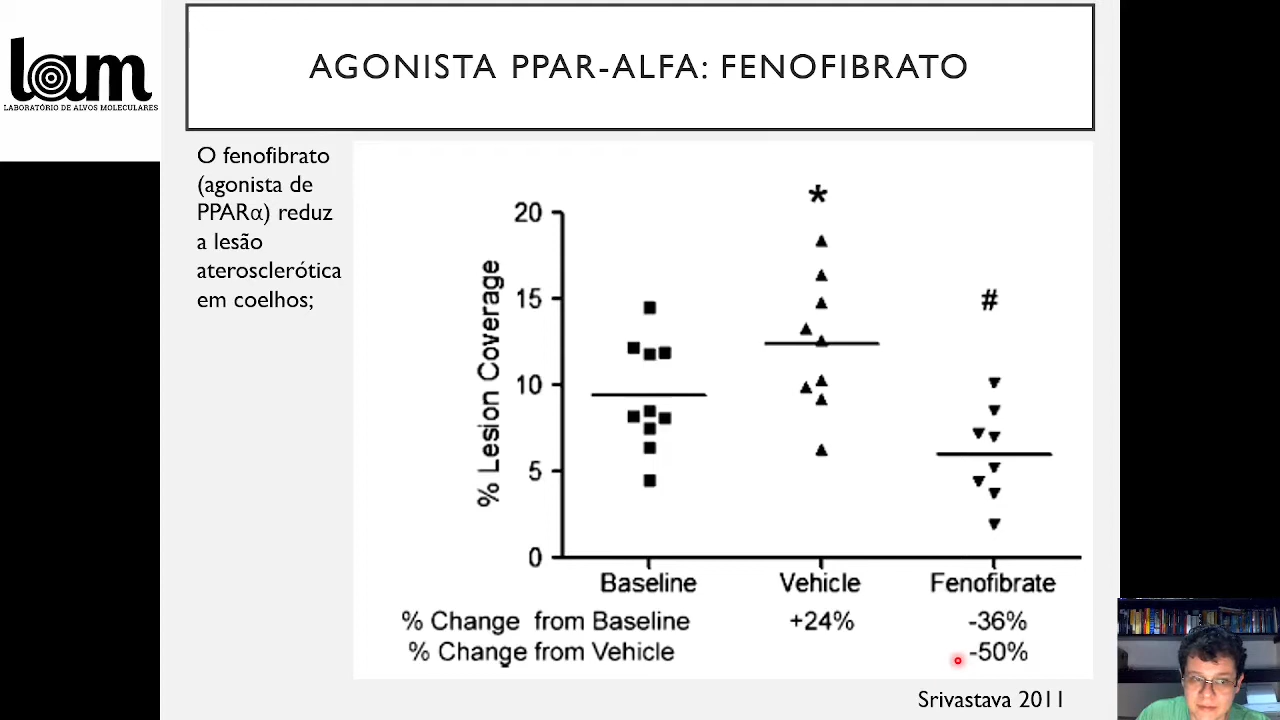 lam
LABORATÓRIO DE ALVOS MOLECULARES
AGONISTA PPAR-ALFA: FENOFIBRATO
O fenofibrato
(agonista de
PPARα) reduz
a lesão
aterosclerótica
em coelhos;
% Lesion Coverage
20
15
10
5
0
*
#
Baseline Vehicle Fenofibrate
% Change from Baseline +24% -36%
% Change from Vehicle -50%
Srivastava 2011